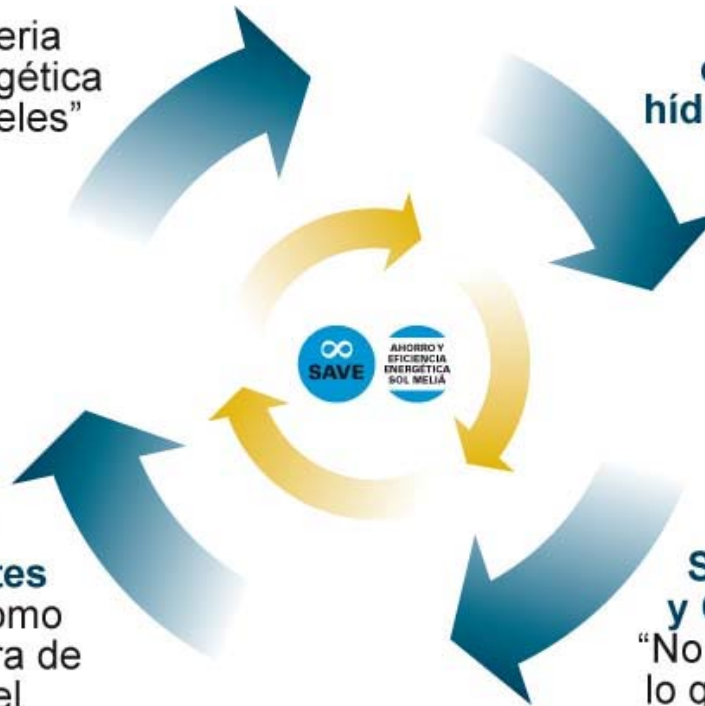 eria
gética
eles”
híd
SAVE
AHORRO Y
EFICIENCIA
ENERGÉTICA
SOL MELIÁ
tes
omo
ra de
el
S
y
“No
lo q